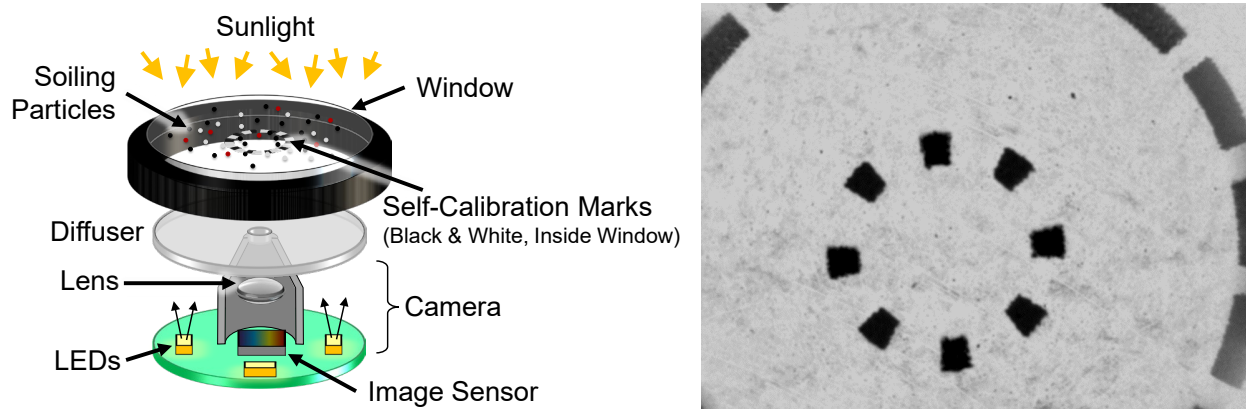 Sunlight
Soiling
Particles
Window
Self-Calibration Marks
(Black & White, Inside Window)
Diffuser
Lens
Camera
LEDs
Image Sensor